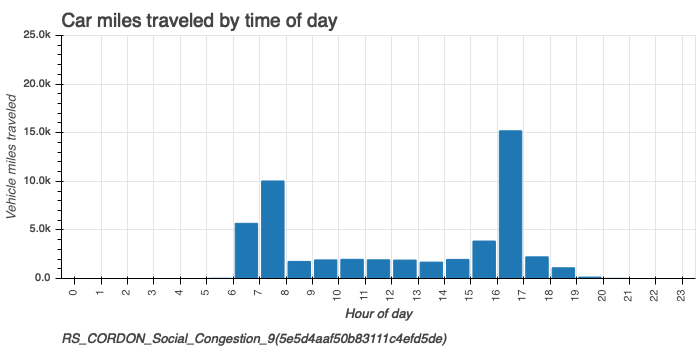 Car miles traveled by time of day
25.0k
20.0k
15.0k
10.0k
5.0k
0.0
Vehicle miles traveled
0 1 2 3 4 5 6 7 8 9 10 11 12 13 14 15 16 17 18 19 20 21 22 23
Hour of day
RS_CORDON_Social_Congestion_9(5e5d4aaf50b83111c4efd5de)